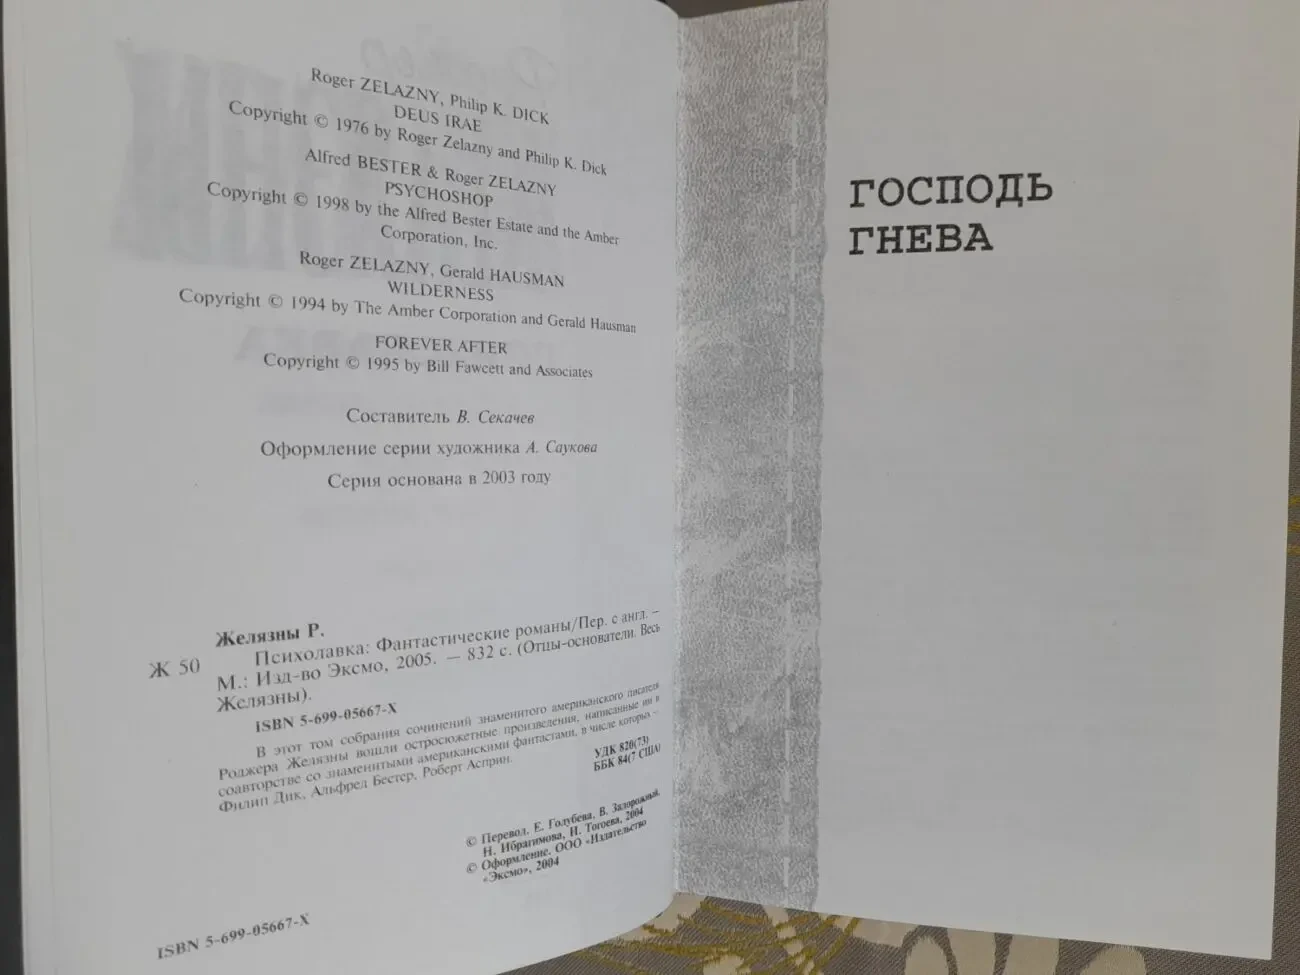 Roger ZELAZNY, Philip K. DICK
DEUS IRAE
Copyright © 1976 by Roger Zelazny and Philip K. Dick
Alfred BESTER & Roger ZELAZNY
PSYCHOSHOP
Copyright © 1998 by the Alfred Bester Estate and the Amber
Corporation, Inc.
Roger ZELAZNY, Gerald HAUSMAN
WILDERNESS
Copyright © 1994 by The Amber Corporation and Gerald Hausman
FOREVER AFTER
Copyright © 1995 by Bill Fawcett and Associates
Составитель В. Секачев
Оформление серии художника А. Саукова
Серия основана в 2003 году
Желязны Р.
Ж 50
Психолавка: Фантастические романы/Пер. с англ. –
М.: Изд-во Эксмо, 2005. — 832 с. (Отцы-основатели. Весь
Желязны).
ISBN 5-699-05667-X
В этот том собрания сочинений знаменитого американского писателя
Роджера Желязны вошли остросюжетные произведения, написанные им в
соавторстве со знаменитыми американскими фантастами, в числе которых –
Филип Дик, Альфред Бестер, Роберт Асприн.
УДК 820(73)
ББК 84(7 США)
© Перевод. Е. Голубева, В. Задорожный,
Н. Ибрагимова, И. Тогоева, 2004
© Оформление. ООО «Издательство
«Эксмо», 2004
ISBN 5-699-05667-X
ГОСПОДЬ
ГНЕВА